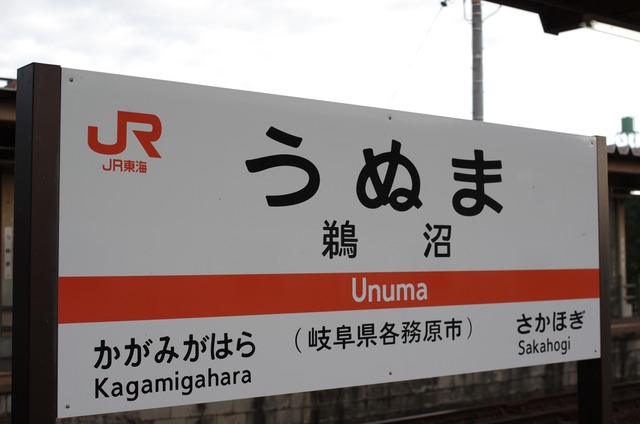 JR
JR東海
うぬま
鵜沼
Unuma
かがみがはら
Kagamigahara
（岐阜県各務原市）
さかほぎ
Sakahogi